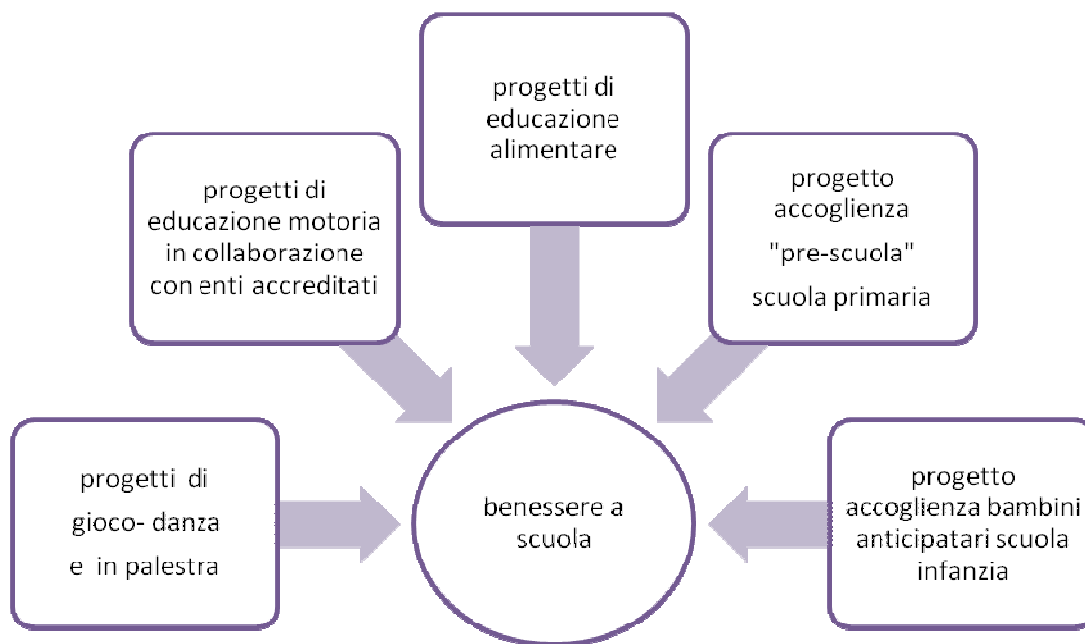 progetti di
educazione
alimentare
progetti di
educazione motoria
in collaborazione
con enti accreditati
progetto
accoglienza
"pre-scuola"
scuola primaria
progetti di
gioco- danza
e in palestra
benessere a
scuola
progetto
accoglienza bambini
anticipatari scuola
infanzia